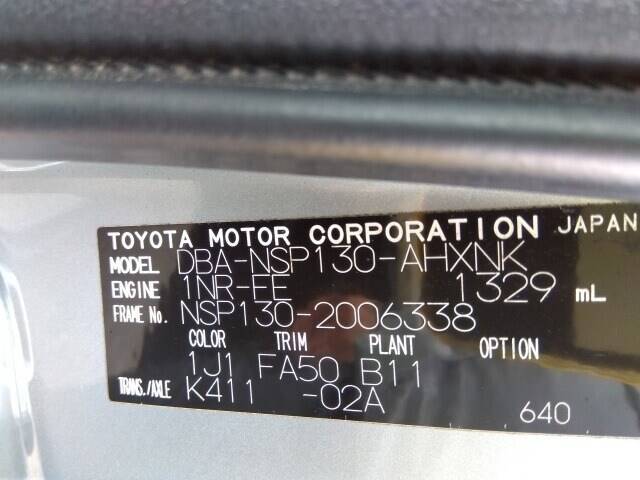 TOYOTA MOTOR CORPORATION JAPAN
MODEL DBA-NSP130-AHXNK
ENGINE 1NR-FE 1329 mL
FRAME No. NSP130-2006338
COLOR TRIM PLANT OPTION
1J1 FA50 B11
TRANS./AXLE K411 -02A
640